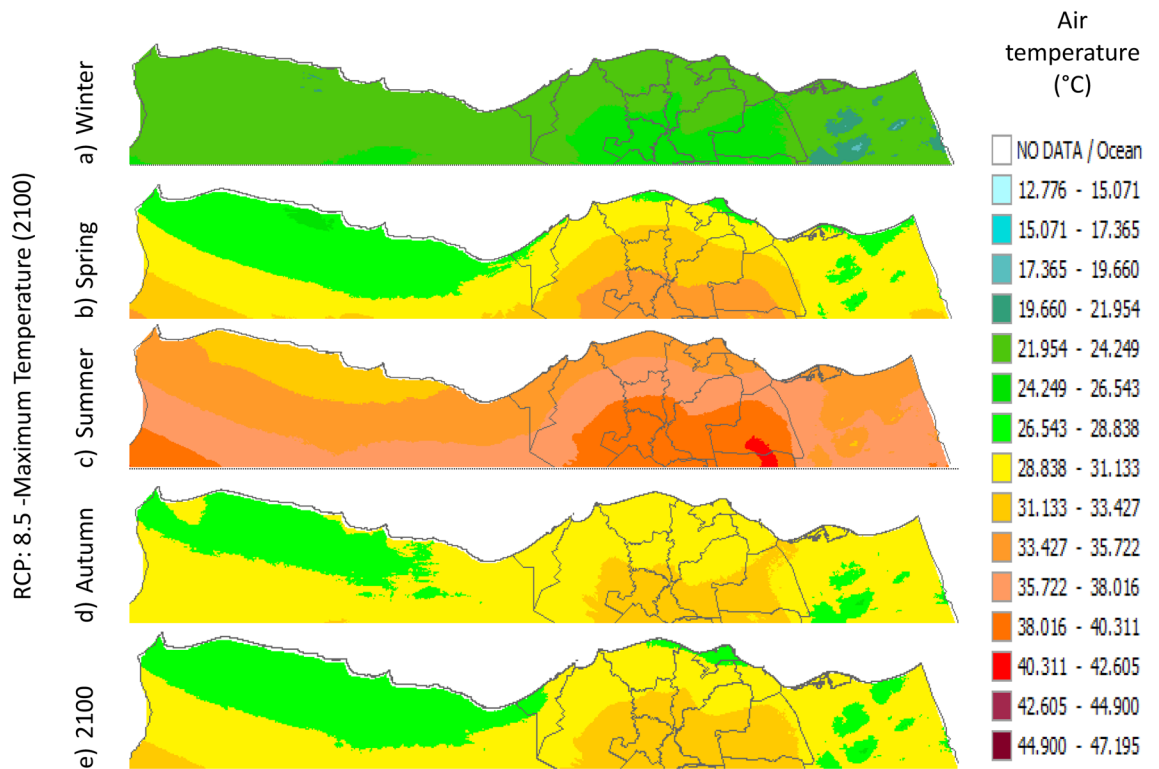 RCP: 8.5 -Maximum Temperature (2100)
a) Winter
b) Spring
c) Summer
d) Autumn
e) 2100
Air
temperature
(°C)
NO DATA / Ocean
12.776 - 15.071
15.071 - 17.365
17.365 - 19.660
19.660 - 21.954
21.954 - 24.249
24.249 - 26.543
26.543 - 28.838
28.838 - 31.133
31.133 - 33.427
33.427 - 35.722
35.722 - 38.016
38.016 - 40.311
40.311 - 42.605
42.605 - 44.900
44.900 - 47.195